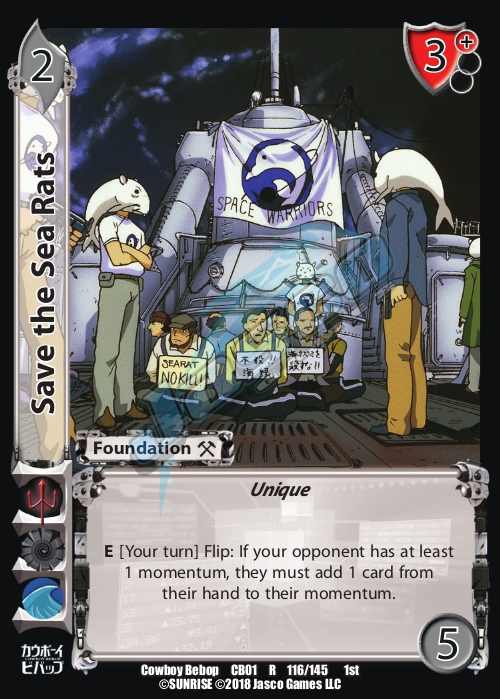 2
3
+
Save the Sea Rats
SPACE WARRIORS
SEARAT
NO KILL!!
Foundation
Unique
E [Your turn] Flip: If your opponent has at least
1 momentum, they must add 1 card from
their hand to their momentum.
5
カウボーイ
ビバップ
Cowboy Bebop CB01 R 116/145 1st
©SUNRISE ©2018 Jasco Games LLC